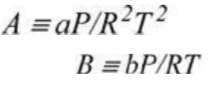 A ≡ aP/R²T²
B ≡ bP/RT